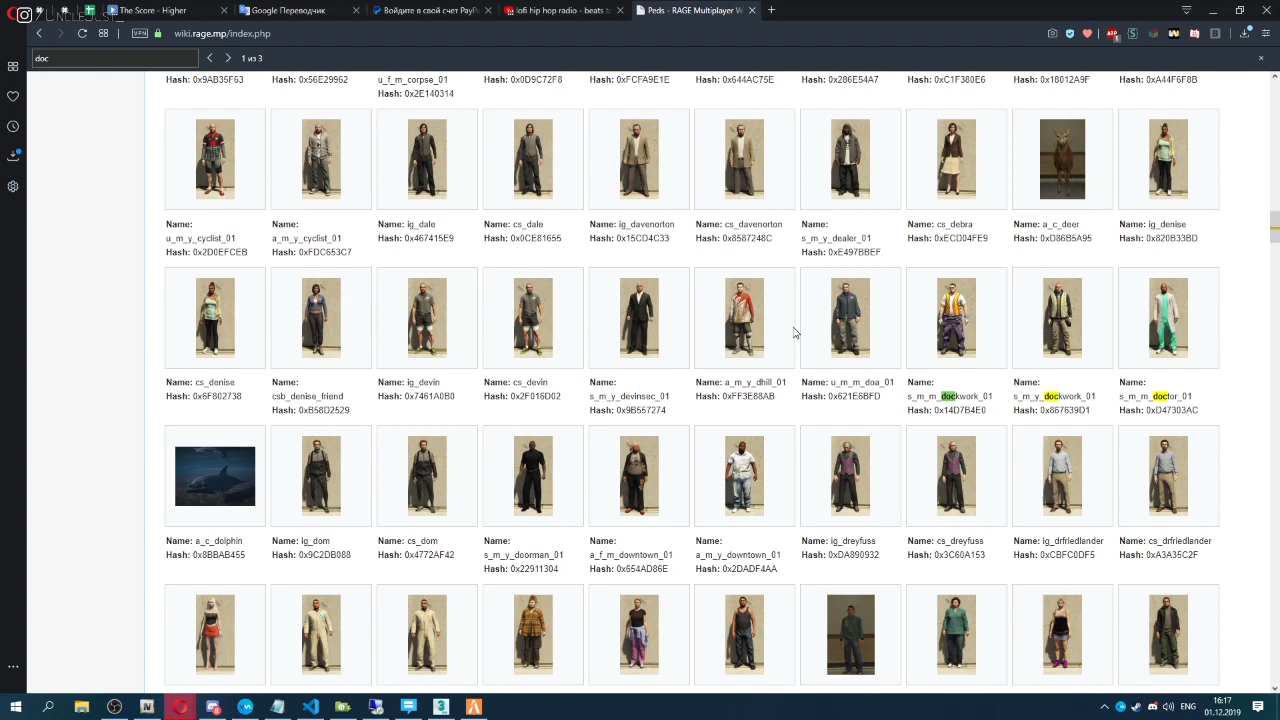 The Score - Higher
Google Переводчик
Войдите в свой счет PayP
lofi hip hop radio - beats to
Peds - RAGE Multiplayer W
VPN
wiki.rage.mp/index.php
doc
1 из 3
Hash: 0x9AB35F63
Hash: 0x56E29962
u_f_m_corpse_01
Hash: 0x2E140314
Hash: 0x0D9C72F8
Hash: 0xFCFA9E1E
Hash: 0x644AC75E
Hash: 0x286E54A7
Hash: 0xC1F380E6
Hash: 0x18012A9F
Hash: 0xA44F6F8B
Name:
u_m_y_cyclist_01
Hash: 0x2D0EFCEB
Name:
a_m_y_cyclist_01
Hash: 0xFDC653C7
Name: ig_dale
Hash: 0x467415E9
Name: cs_dale
Hash: 0x0CE81655
Name: ig_davenorton
Hash: 0x15CD4C33
Name: cs_davenorton
Hash: 0x8587248C
Name:
s_m_y_dealer_01
Hash: 0xE497BBEF
Name: cs_debra
Hash: 0xECD04FE9
Name: a_c_deer
Hash: 0xD86B5A95
Name: ig_denise
Hash: 0x820B33BD
Name: cs_denise
Hash: 0x6F802738
Name:
csb_denise_friend
Hash: 0xB58D2529
Name: ig_devin
Hash: 0x7461A0B0
Name: cs_devin
Hash: 0x2F016D02
Name:
s_m_y_devinsec_01
Hash: 0x9B557274
Name: a_m_y_dhill_01
Hash: 0xFF3E88AB
Name: u_m_m_doa_01
Hash: 0x621E6BFD
Name:
s_m_m_dockwork_01
Hash: 0x14D7B4E0
Name:
s_m_y_dockwork_01
Hash: 0x867639D1
Name:
s_m_m_doctor_01
Hash: 0xD47303AC
Name: a_c_dolphin
Hash: 0x8BBAB455
Name: ig_dom
Hash: 0x9C2DB088
Name: cs_dom
Hash: 0x4772AF42
Name:
s_m_y_doorman_01
Hash: 0x22911304
Name:
a_f_m_downtown_01
Hash: 0x654AD86E
Name:
a_m_y_downtown_01
Hash: 0x2DADF4AA
Name: ig_dreyfuss
Hash: 0xDA890932
Name: cs_dreyfuss
Hash: 0x3C60A153
Name: ig_drfriedlander
Hash: 0xCBFC0DF5
Name: cs_drfriedlander
Hash: 0xA3A35C2F
ENG
16:17
01.12.2019